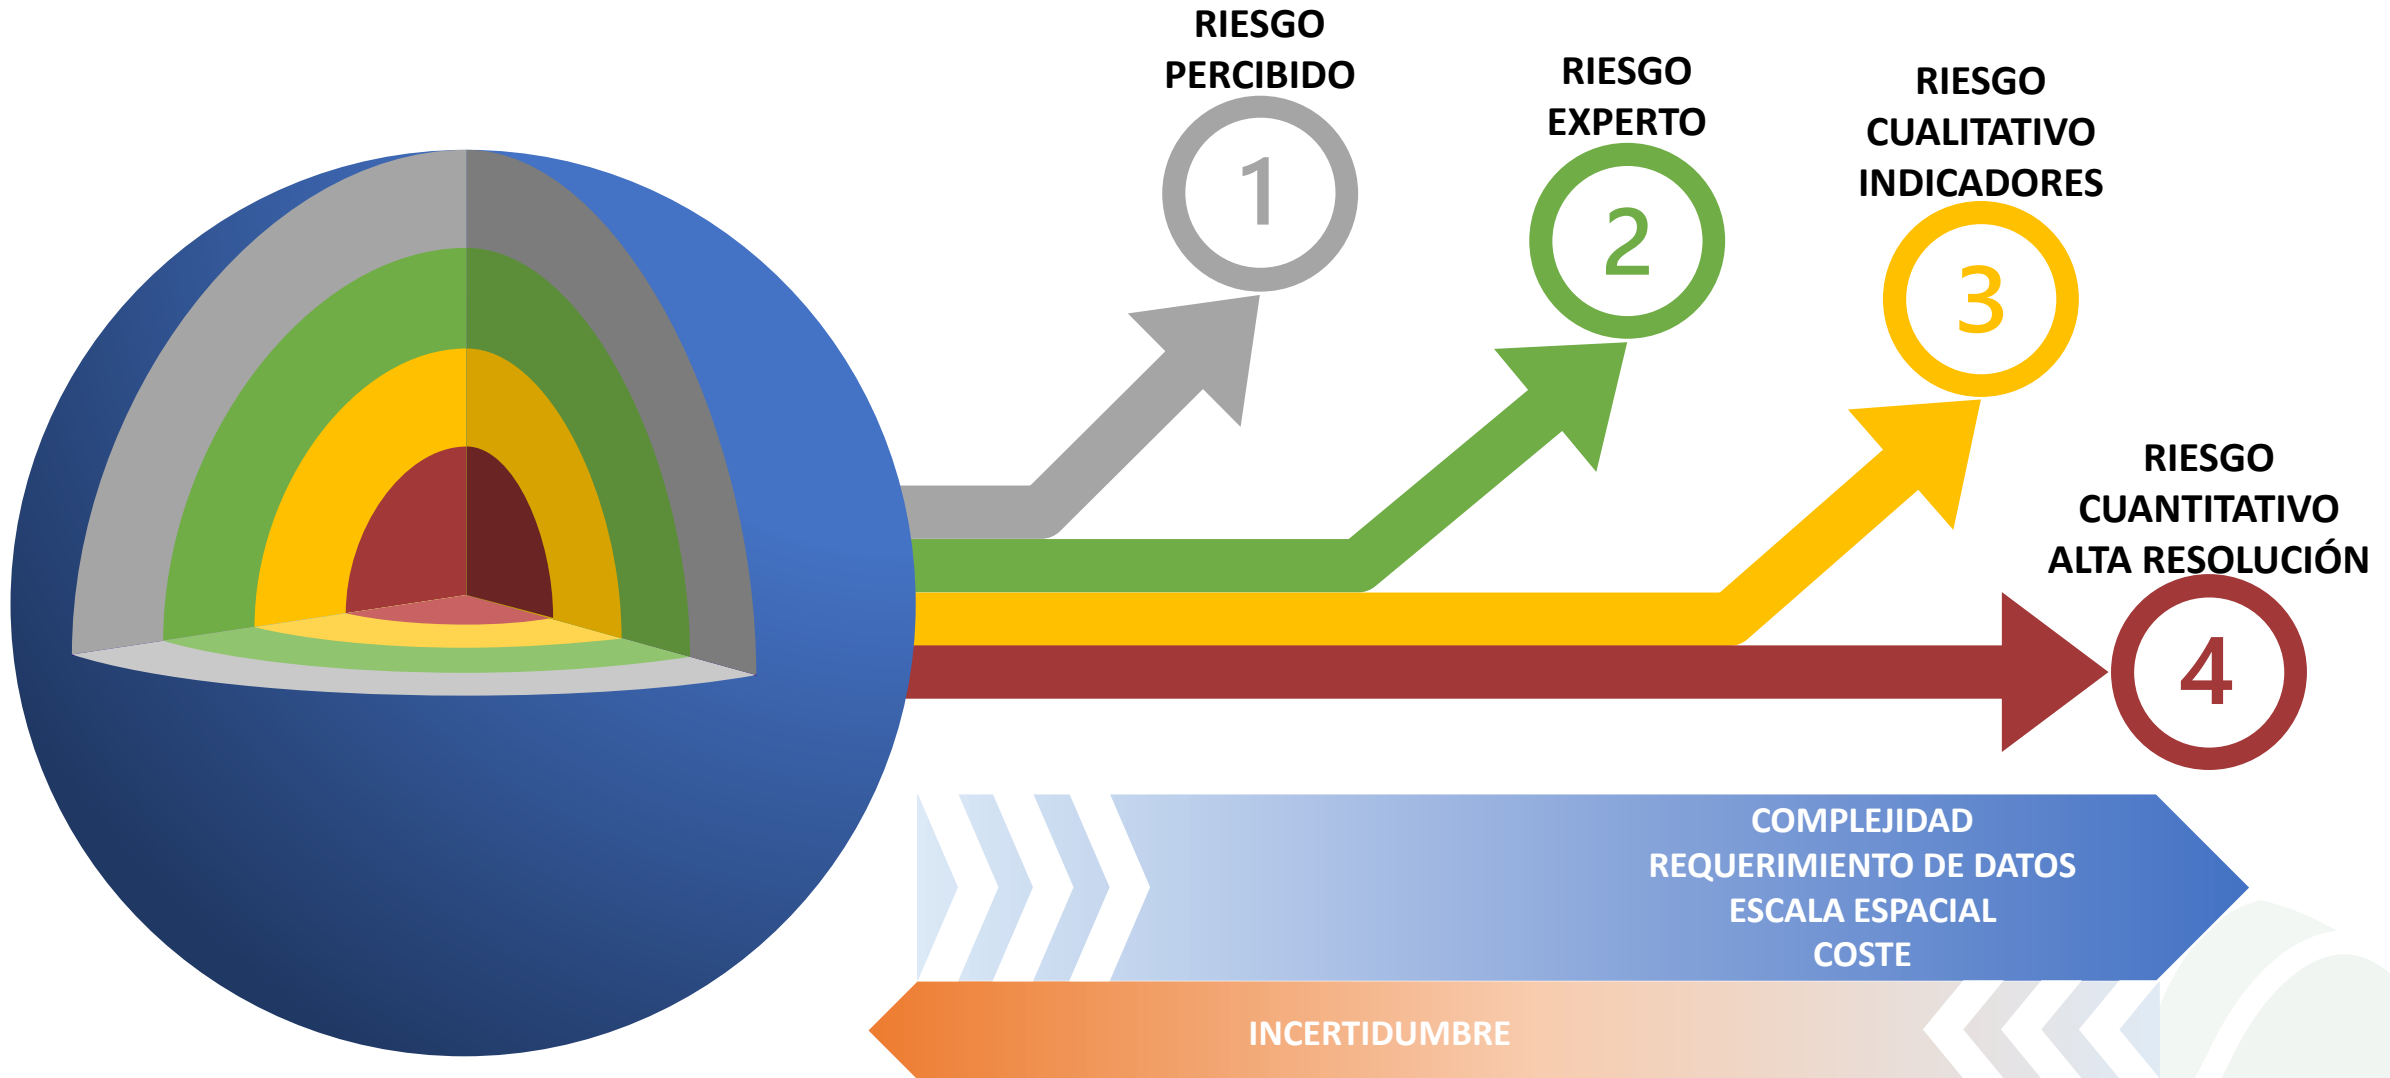 RIESGO
PERCIBIDO
1
RIESGO
EXPERTO
2
RIESGO
CUALITATIVO
INDICADORES
3
RIESGO
CUANTITATIVO
ALTA RESOLUCIÓN
4
COMPLEJIDAD
REQUERIMIENTO DE DATOS
ESCALA ESPACIAL
COSTE
INCERTIDUMBRE